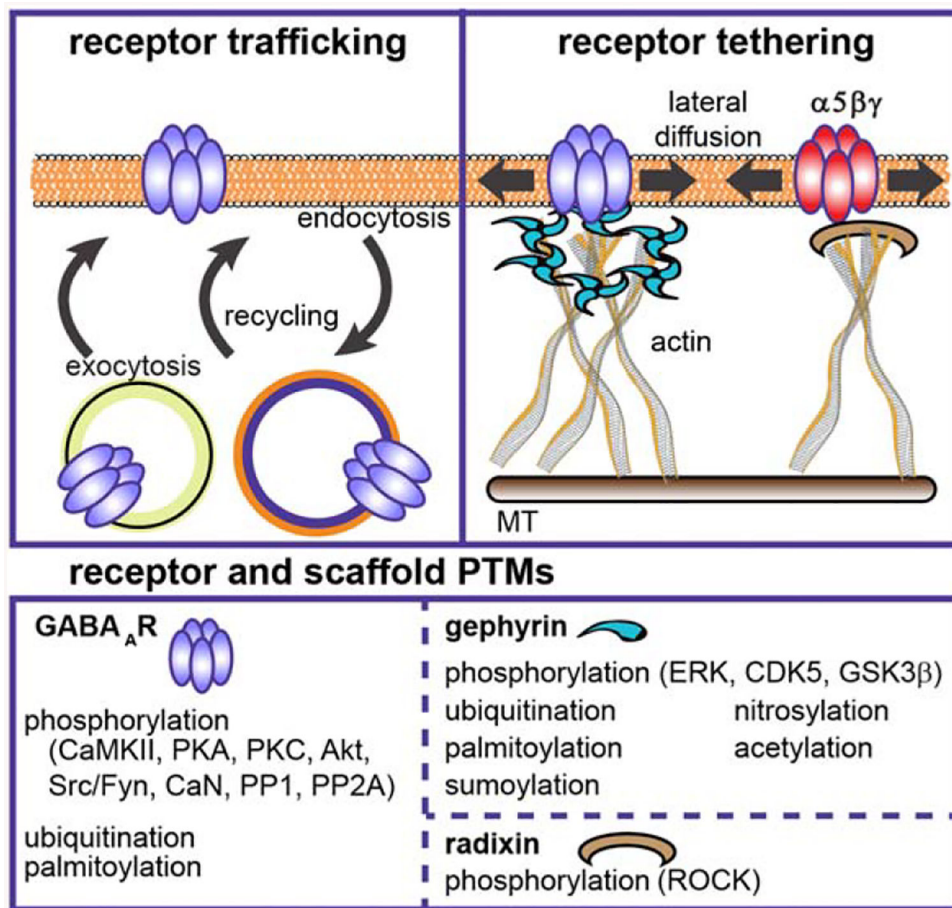 receptor trafficking
endocytosis
recycling
exocytosis
receptor tethering
lateral
diffusion
α5βγ
actin
MT
receptor and scaffold PTMs
GABAAR
phosphorylation
(CaMKII, PKA, PKC, Akt,
Src/Fyn, CaN, PP1, PP2A)
ubiquitination
palmitoylation
gephyrin
phosphorylation (ERK, CDK5, GSK3β)
ubiquitination nitrosylation
palmitoylation acetylation
sumoylation
radixin
phosphorylation (ROCK)